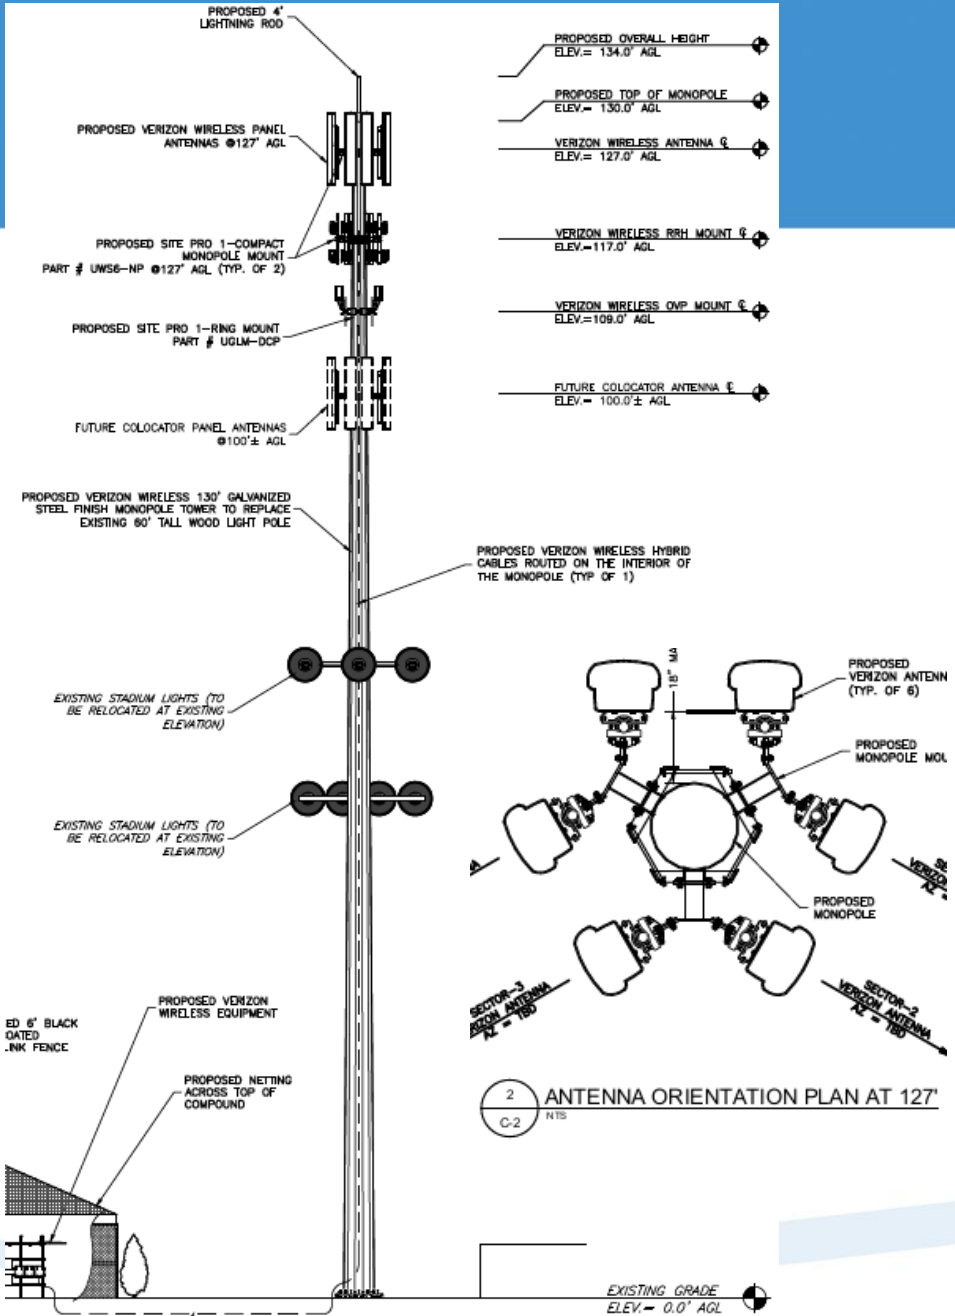 PROPOSED 4'
LIGHTNING ROD
PROPOSED OVERALL HEIGHT
ELEV.= 134.0' AGL
PROPOSED TOP OF MONOPOLE
ELEV.= 130.0' AGL
PROPOSED VERIZON WIRELESS PANEL
ANTENNAS @127' AGL
VERIZON WIRELESS ANTENNA ℄
ELEV.= 127.0' AGL
PROPOSED SITE PRO 1-COMPACT
MONOPOLE MOUNT
PART # UWS6-NP @127' AGL (TYP. OF 2)
VERIZON WIRELESS RRH MOUNT ℄
ELEV.=117.0' AGL
PROPOSED SITE PRO 1-RING MOUNT
PART # UGLM-DCP
VERIZON WIRELESS OVP MOUNT ℄
ELEV.=109.0' AGL
FUTURE COLOCATOR ANTENNA ℄
ELEV.= 100.0'± AGL
FUTURE COLOCATOR PANEL ANTENNAS
@100'± AGL
PROPOSED VERIZON WIRELESS 130' GALVANIZED
STEEL FINISH MONOPOLE TOWER TO REPLACE
EXISTING 60' TALL WOOD LIGHT POLE
PROPOSED VERIZON WIRELESS HYBRID
CABLES ROUTED ON THE INTERIOR OF
THE MONOPOLE (TYP OF 1)
EXISTING STADIUM LIGHTS (TO
BE RELOCATED AT EXISTING
ELEVATION)
EXISTING STADIUM LIGHTS (TO
BE RELOCATED AT EXISTING
ELEVATION)
18" MA
PROPOSED
VERIZON ANTENN
(TYP. OF 6)
PROPOSED
MONOPOLE MOU
PROPOSED
MONOPOLE
SE
VERIZO
AZ =
SECTOR-3
RIZON ANTENNA
AZ = TBD
SECTOR-2
VERIZON ANTENNA
AZ = TBD
2
C-2
ANTENNA ORIENTATION PLAN AT 127'
NTS
PROPOSED VERIZON
WIRELESS EQUIPMENT
ED 6' BLACK
OATED
LINK FENCE
PROPOSED NETTING
ACROSS TOP OF
COMPOUND
EXISTING GRADE
ELEV.= 0.0' AGL